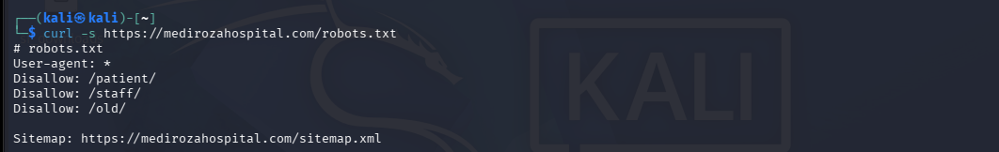 ┌──(kali㉿kali)-[~]
└─$ curl -s https://medirozahospital.com/robots.txt
# robots.txt
User-agent: *
Disallow: /patient/
Disallow: /staff/
Disallow: /old/
Sitemap: https://medirozahospital.com/sitemap.xml
KALI